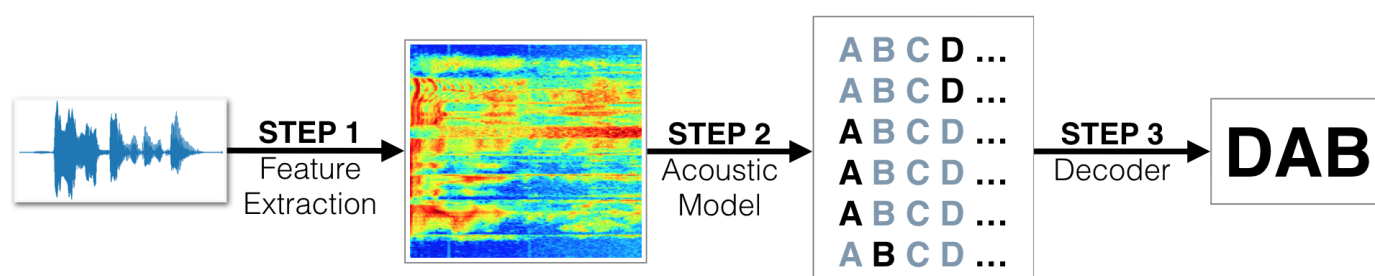 STEP 1
Feature
Extraction
STEP 2
Acoustic
Model
A B C D ...
A B C D ...
A B C D ...
A B C D ...
A B C D ...
A B C D ...
STEP 3
Decoder
DAB